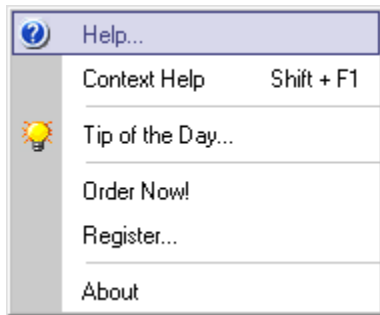 Help...
Context Help Shift + F1
Tip of the Day...
Order Now!
Register...
About